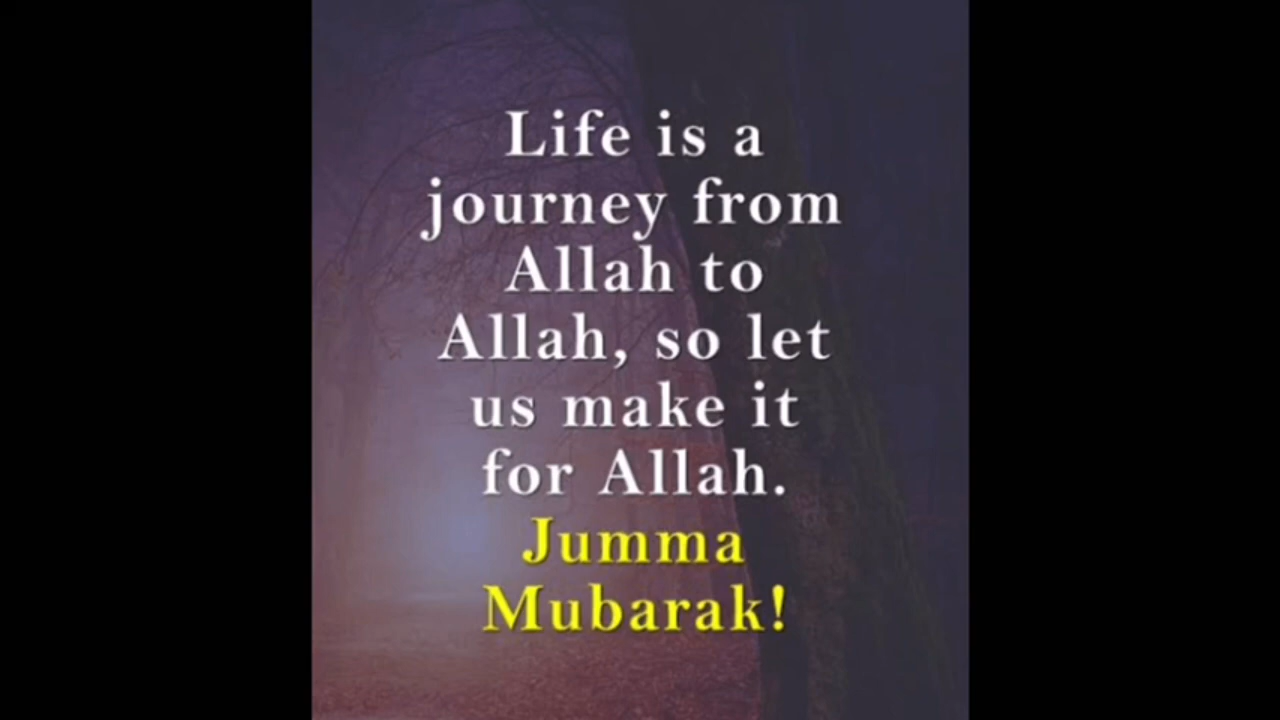 Life is a
journey from
Allah to
Allah, so let
us make it
for Allah.
Jumma
Mubarak!